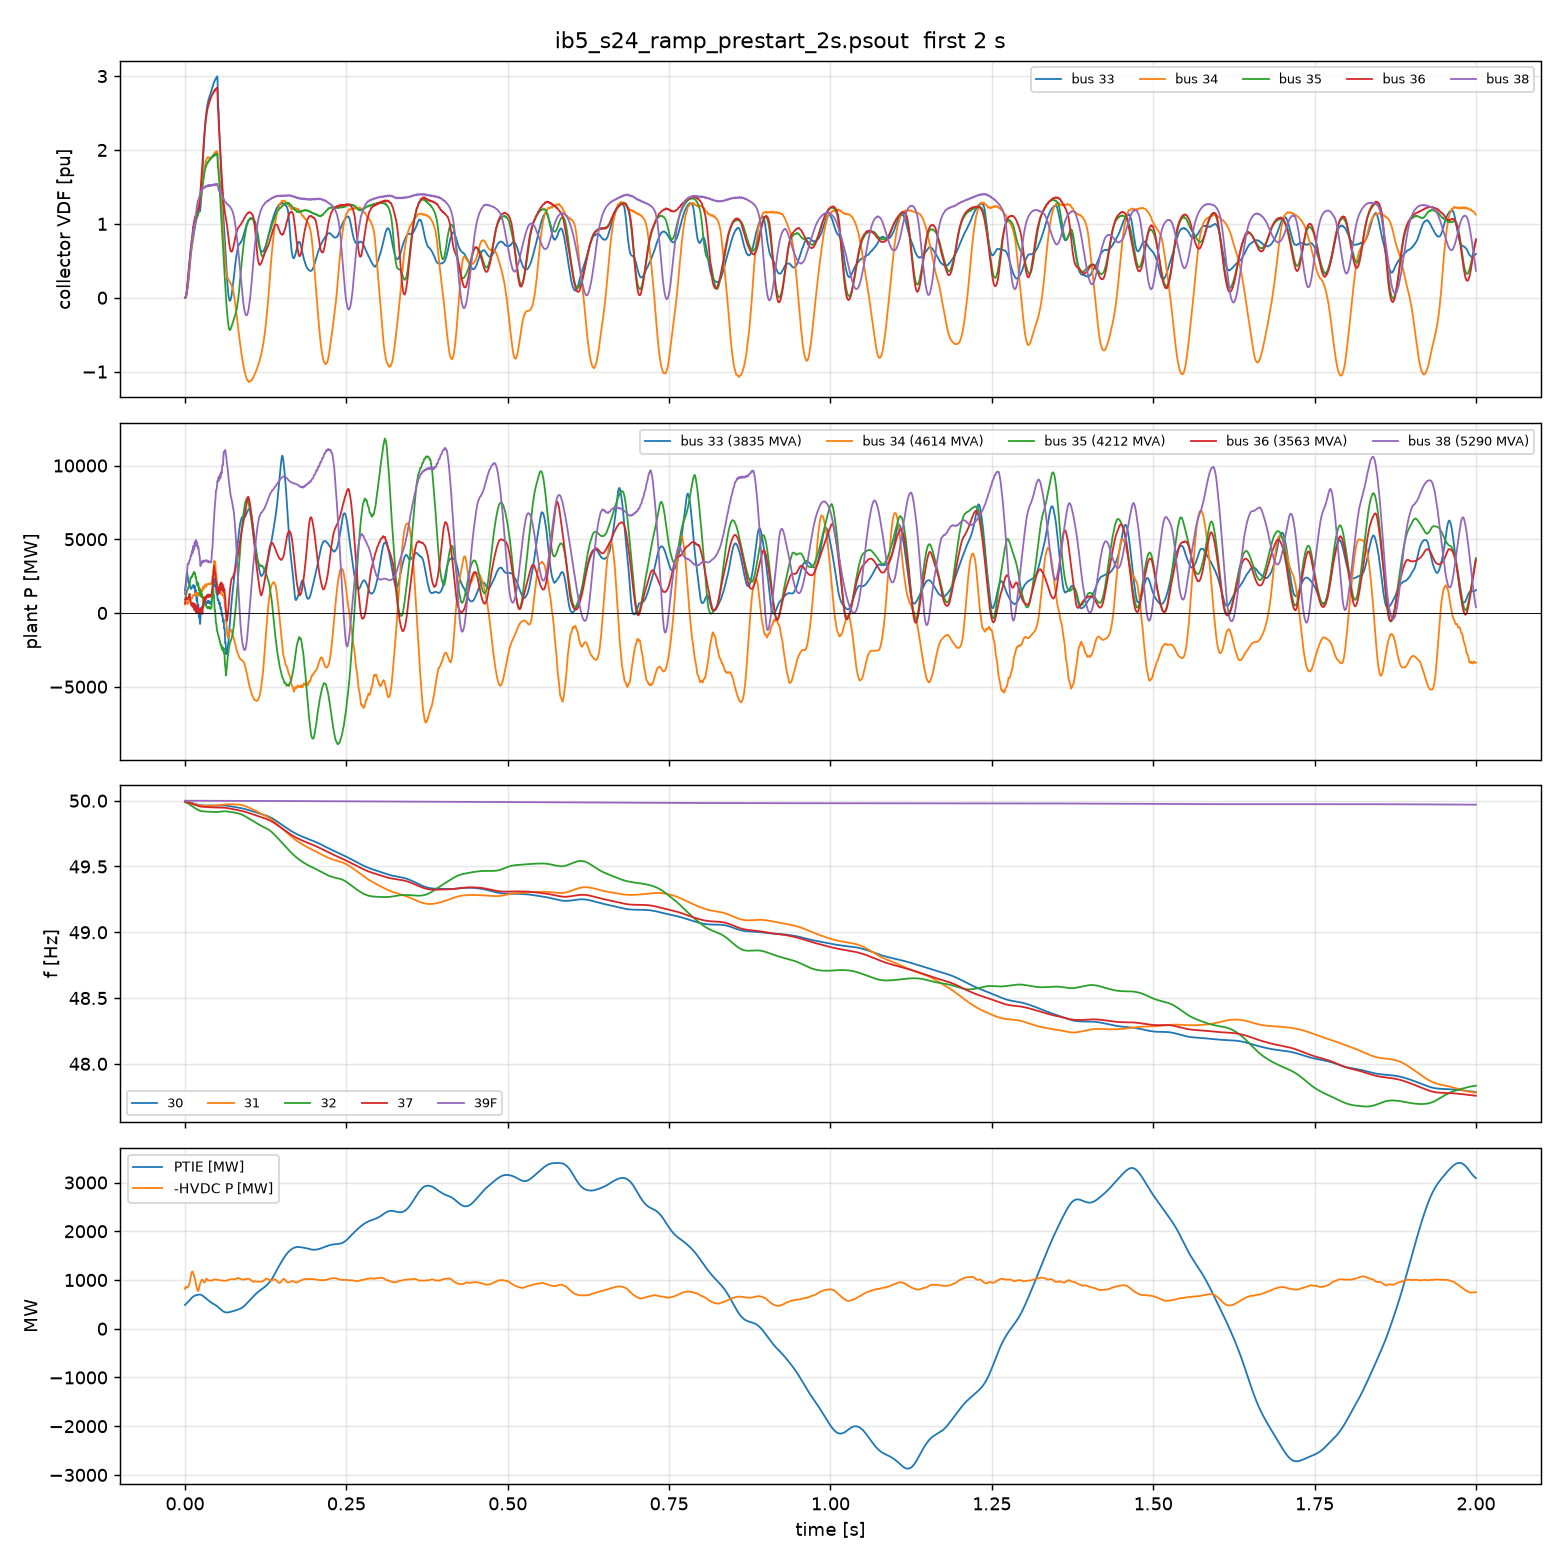 ib5_s24_ramp_prestart_2s.psout  first 2 s
bus 33 bus 34 bus 35 bus 36 bus 38
3
2
1
0
−1
collector VDF [pu]
bus 33 (3835 MVA) bus 34 (4614 MVA) bus 35 (4212 MVA) bus 36 (3563 MVA) bus 38 (5290 MVA)
10000
5000
0
−5000
plant P [MW]
50.0
49.5
49.0
48.5
48.0
f [Hz]
30 31 32 37 39F
PTIE [MW]
-HVDC P [MW]
3000
2000
1000
0
−1000
−2000
−3000
MW
0.00 0.25 0.50 0.75 1.00 1.25 1.50 1.75 2.00
time [s]